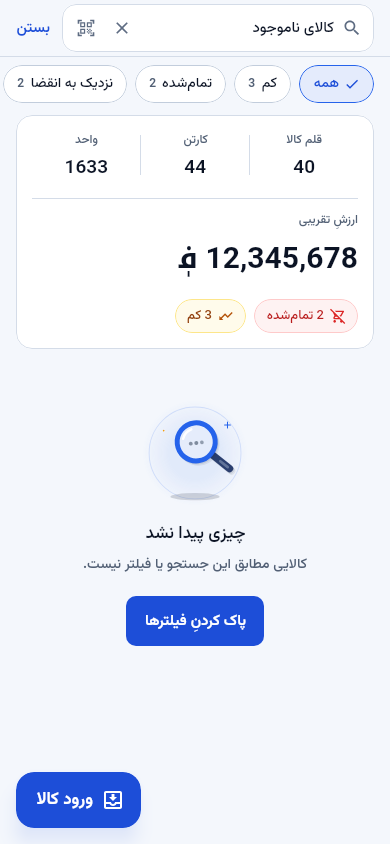 کالای ناموجود
بستن
همه
کم 3
تمام‌شده 2
نزدیک به انقضا 2
قلم کالا
کارتن
واحد
40
44
1633
ارزشِ تقریبی
12,345,678 ؋
2 تمام‌شده
3 کم
چیزی پیدا نشد
کالایی مطابق این جستجو یا فیلتر نیست.
پاک کردنِ فیلترها
ورود کالا